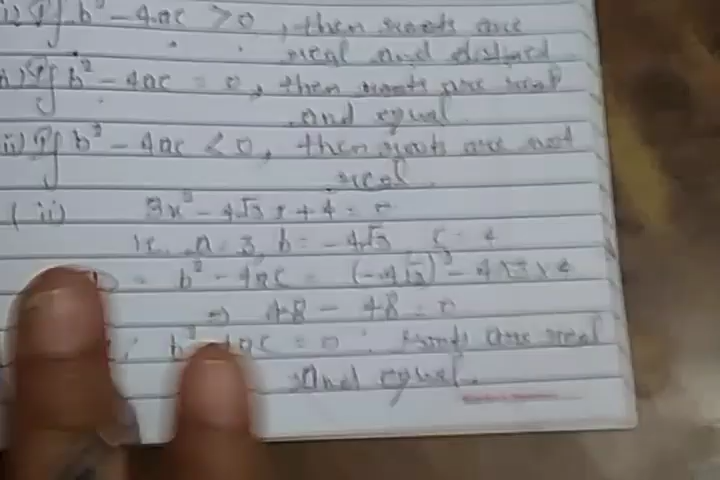 i) If b² - 4ac > 0, then roots are
real and distinct
ii) If b² - 4ac = 0, then roots are real
and equal.
iii) If b² - 4ac < 0, then roots are not
real.
(ii) 3x² - 4√3 x + 4 = 0
a = 3, b = -4√3, c = 4
= b² - 4ac = (-4√3)² - 4×3×4
⇒ 48 - 48 = 0
∴ b² - 4ac = 0 ∴ roots are real
and equal.